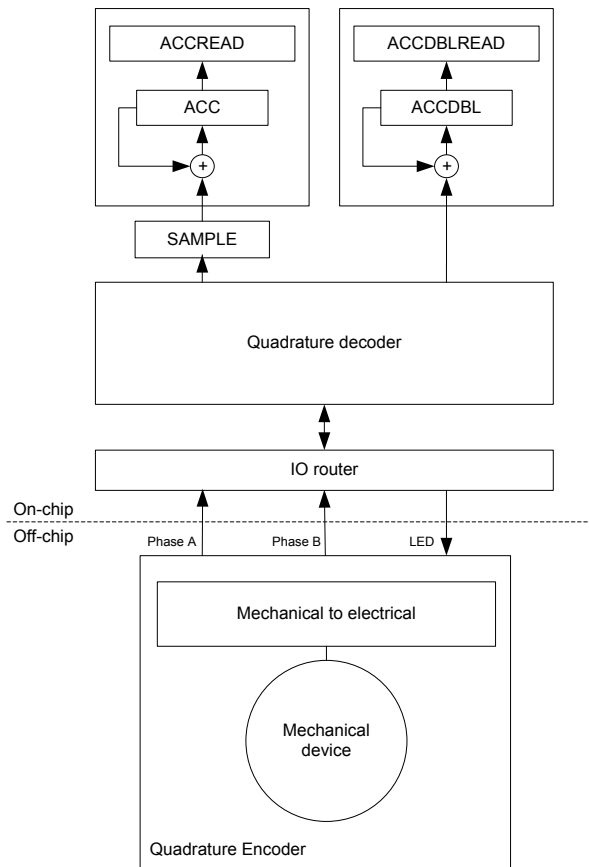 ACCREAD
ACCDBLREAD
ACC
ACCDBL
+
+
SAMPLE
Quadrature decoder
IO router
On-chip
Off-chip
Phase A
Phase B
LED
Mechanical to electrical
Mechanical
device
Quadrature Encoder